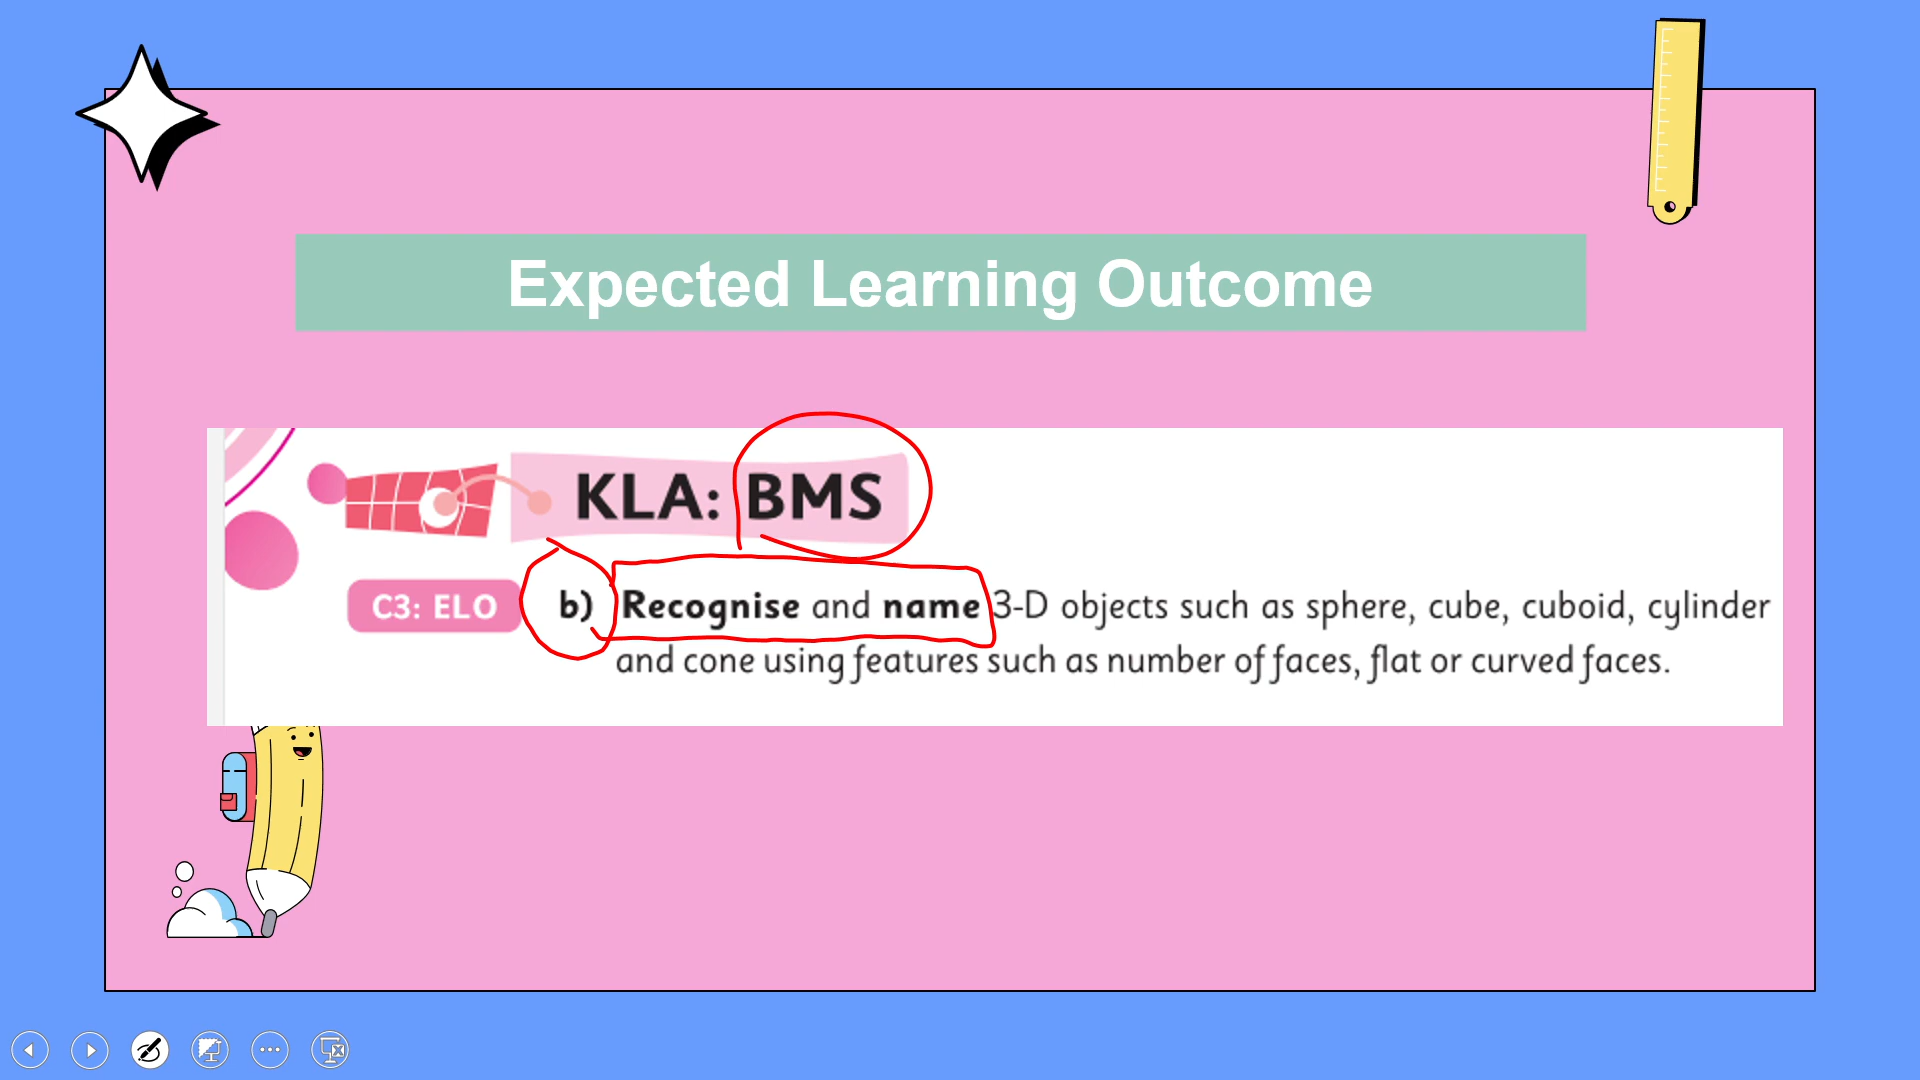 Expected Learning Outcome
KLA: BMS
C3: ELO b) Recognise and name 3-D objects such as sphere, cube, cuboid, cylinder
and cone using features such as number of faces, flat or curved faces.